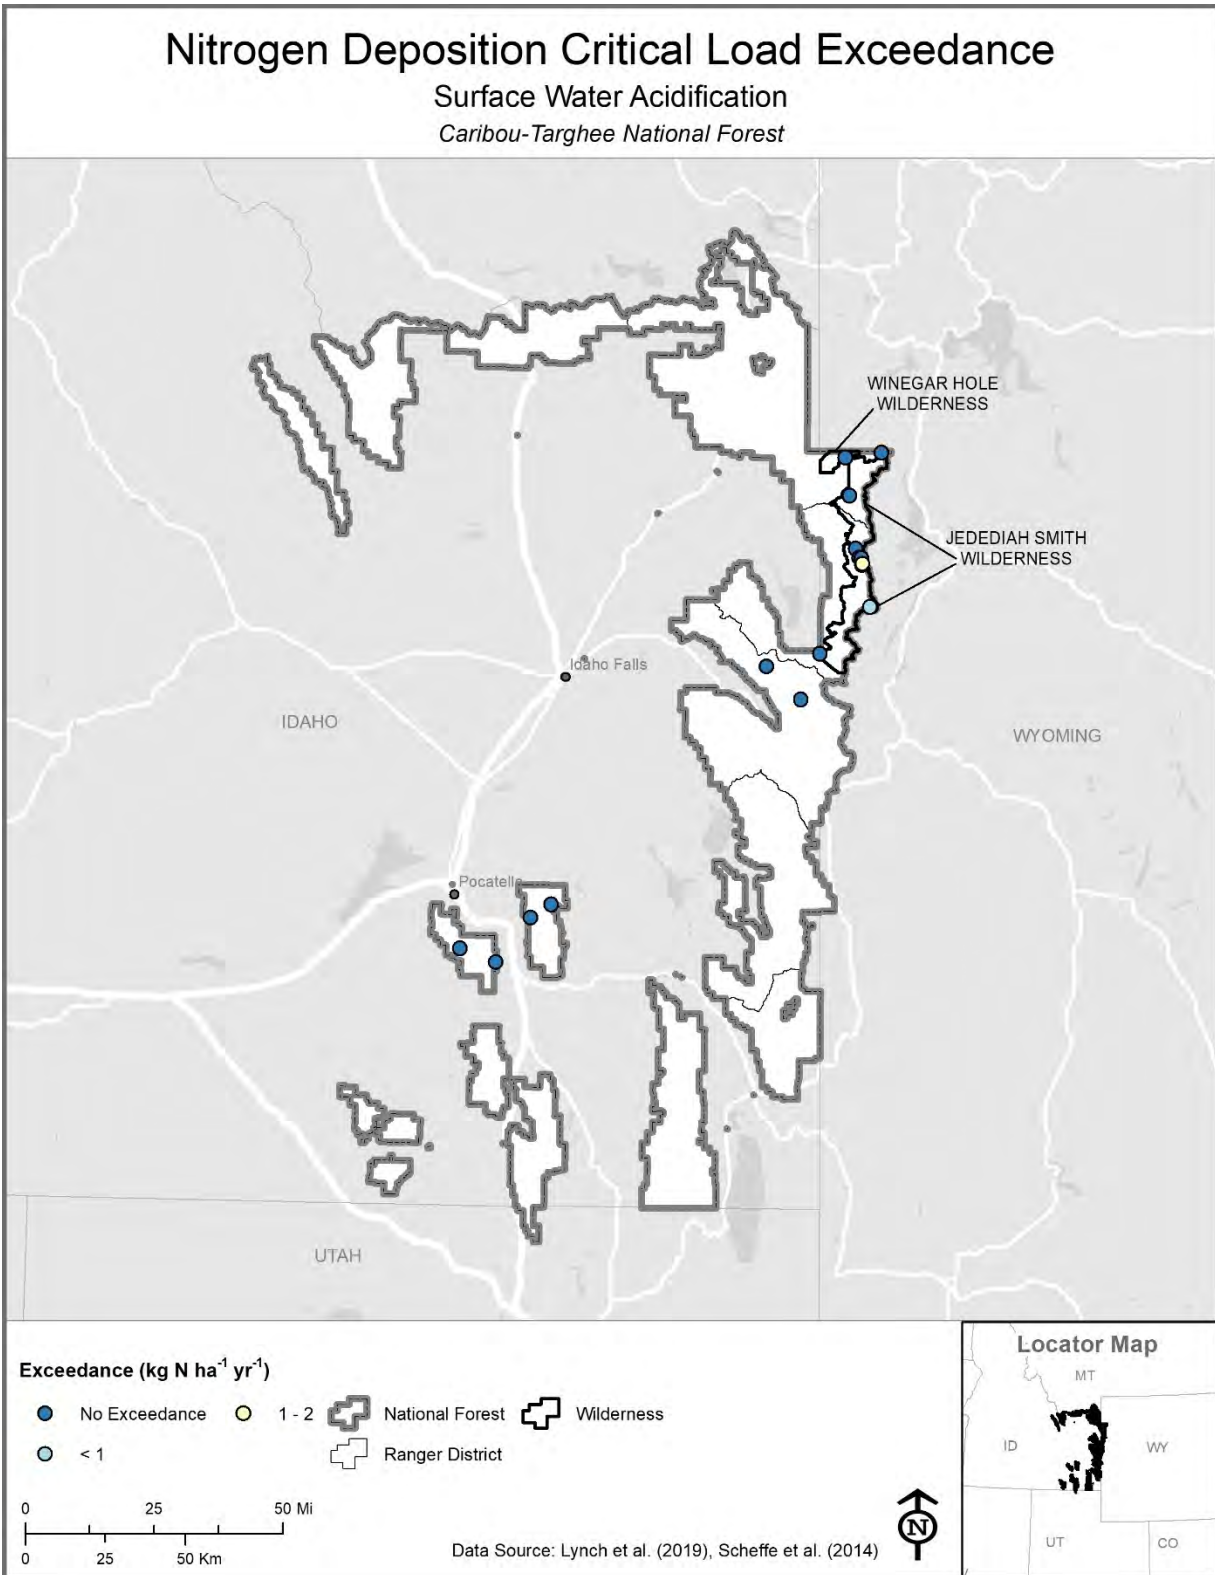 Nitrogen Deposition Critical Load Exceedance
Surface Water Acidification
Caribou-Targhee National Forest
WINEGAR HOLE
WILDERNESS
JEDEDIAH SMITH
WILDERNESS
Idaho Falls
IDAHO
WYOMING
Pocatello
UTAH
Exceedance (kg N ha⁻¹ yr⁻¹)
No Exceedance
1 - 2
National Forest
Wilderness
< 1
Ranger District
0 25 50 Mi
0 25 50 Km
Data Source: Lynch et al. (2019), Scheffe et al. (2014)
N
Locator Map
MT
ID
WY
UT
CO